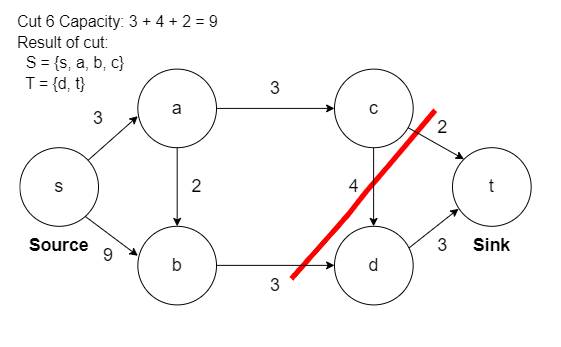 Cut 6 Capacity: 3 + 4 + 2 = 9
Result of cut:
S = {s, a, b, c}
T = {d, t}
3
3
a
c
2
s
2
4
t
Source
9
b
3
d
3
Sink